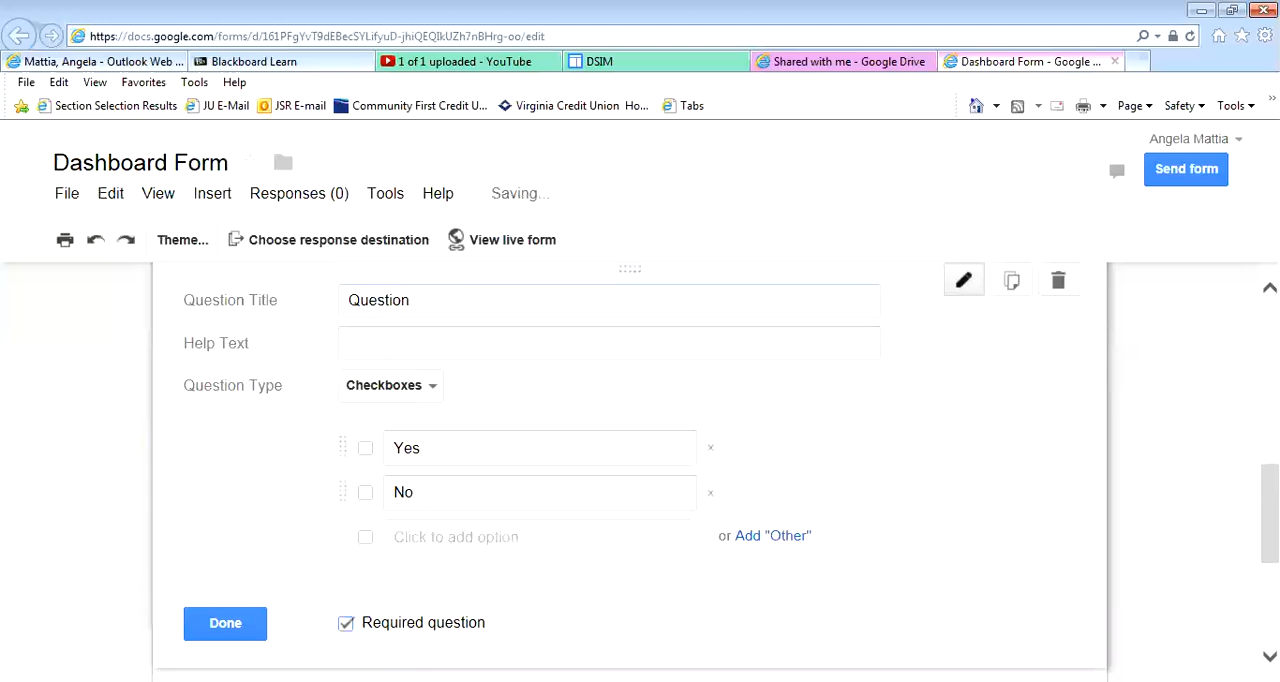 https://docs.google.com/forms/d/161PFgYvT9dEBecSYLifyuD-jhiQEQIkUZh7nBHrg-oo/edit
Mattia, Angela - Outlook Web ... Blackboard Learn 1 of 1 uploaded - YouTube DSIM Shared with me - Google Drive Dashboard Form - Google ...
File Edit View Favorites Tools Help
Section Selection Results JU E-Mail JSR E-mail Community First Credit U... Virginia Credit Union Ho... Tabs Page Safety Tools
Angela Mattia
Dashboard Form
Send form
File Edit View Insert Responses (0) Tools Help Saving...
Theme... Choose response destination View live form
Question Title Question
Help Text
Question Type Checkboxes
Yes
No
Click to add option or Add "Other"
Done Required question